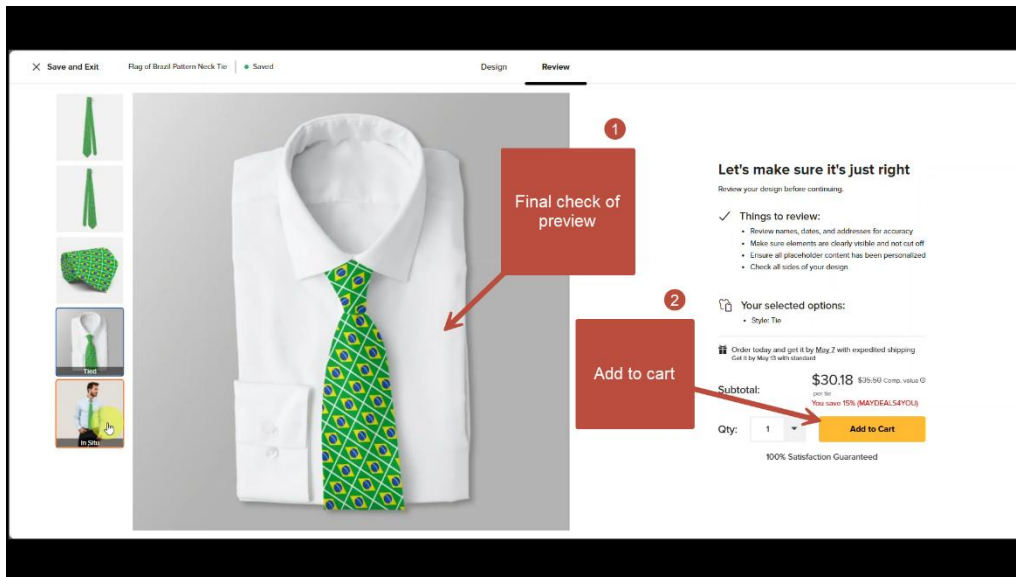 Save and Exit
Flag of Brazil Pattern Neck Tie
Saved
Design
Review
1
Final check of
preview
2
Add to cart
Tied
In Situ
Let's make sure it's just right
Review your design before continuing.
Things to review:
• Review names, dates, and addresses for accuracy
• Make sure elements are clearly visible and not cut off
• Ensure all placeholder content has been personalized
• Check all sides of your design
Your selected options:
• Style: Tie
Order today and get it by May 7 with expedited shipping
Get it by May 13 with standard
Subtotal:
$30.18 $35.50 Comp. value
per tie
You save 15% (MAYDEALS4YOU)
Qty: 1 Add to Cart
100% Satisfaction Guaranteed